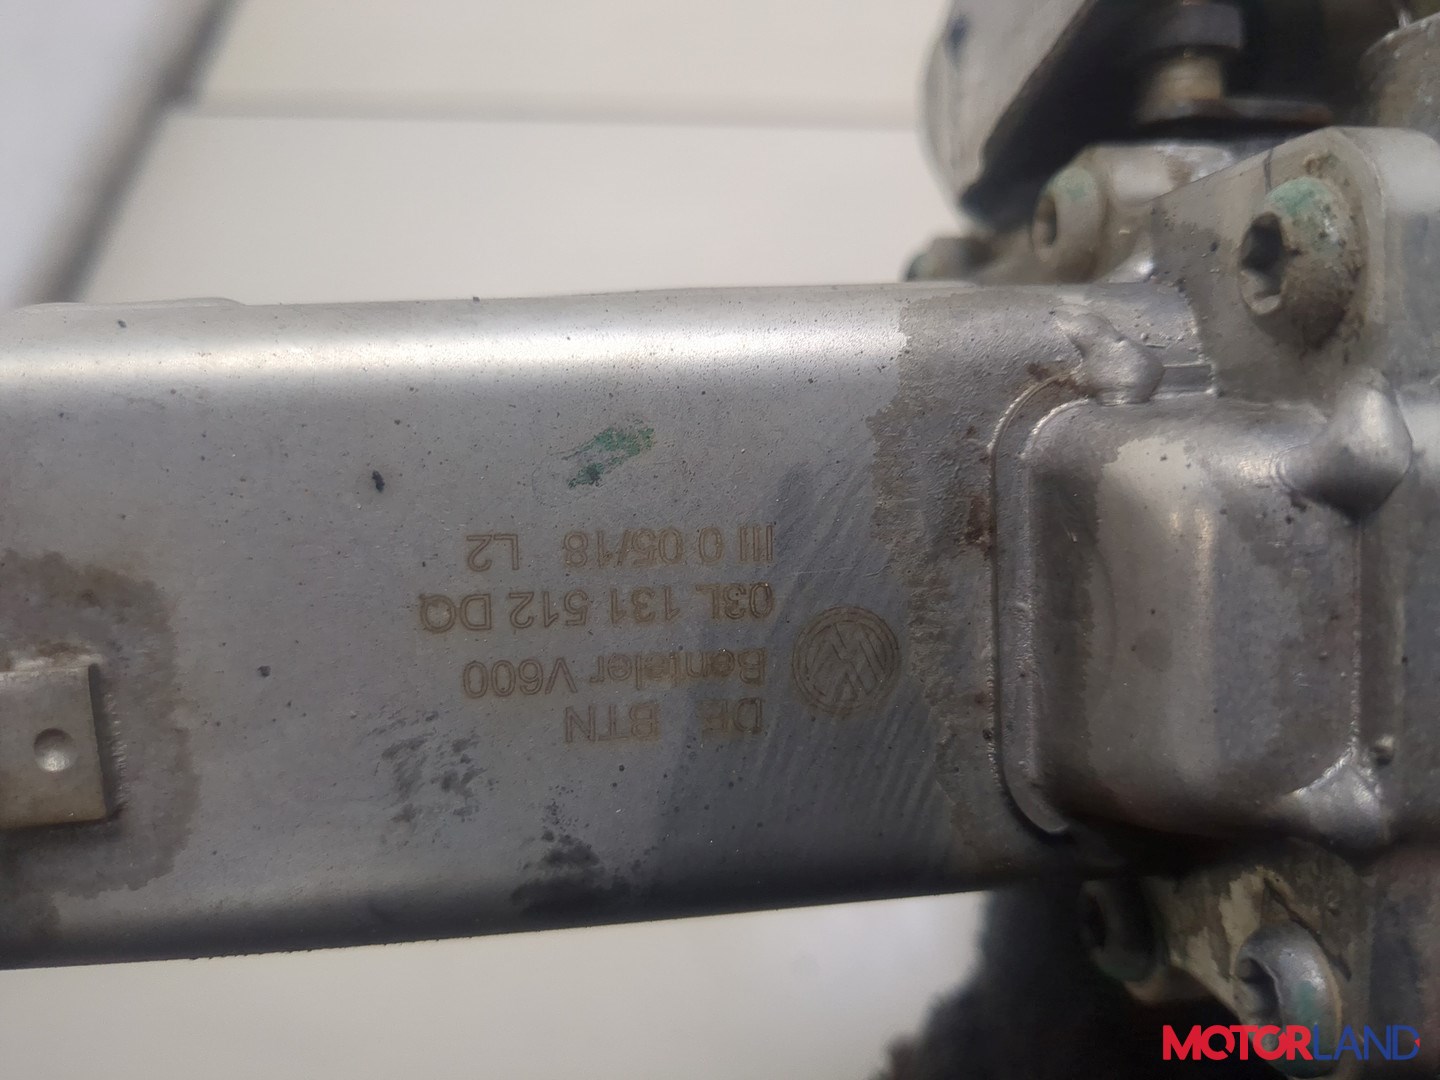 DE BTN
Benteler V600
03L 131 512 DQ
III 0 05/18 L2
MOTORLAND